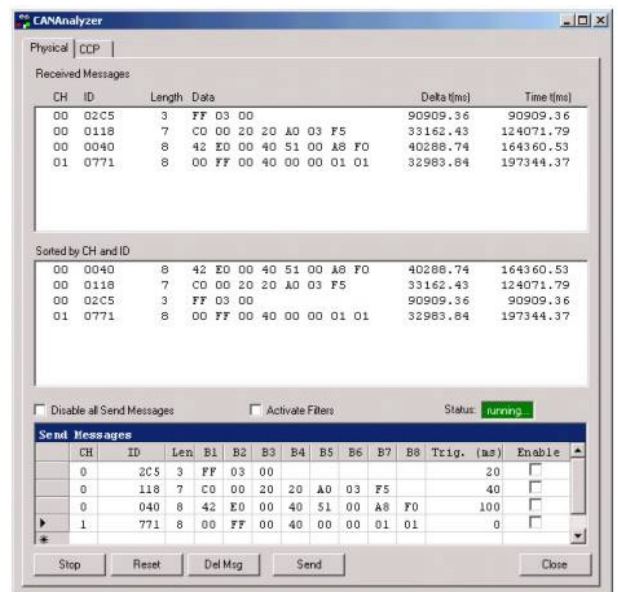 CANAnalyzer
Physical CCP
Received Messages
CH ID Length Data Delta t(ms) Time t(ms)
00 02C5 3 FF 03 00 90909.36 90909.36
00 0118 7 C0 00 20 20 A0 03 F5 33162.43 124071.79
00 0040 8 42 E0 00 40 51 00 A8 F0 40288.74 164360.53
01 0771 8 00 FF 00 40 00 00 01 01 32983.84 197344.37
Sorted by CH and ID
00 0040 8 42 E0 00 40 51 00 A8 F0 40288.74 164360.53
00 0118 7 C0 00 20 20 A0 03 F5 33162.43 124071.79
00 02C5 3 FF 03 00 90909.36 90909.36
01 0771 8 00 FF 00 40 00 00 01 01 32983.84 197344.37
Disable all Send Messages Activate Filters Status: running...
Send Messages
CH ID Len B1 B2 B3 B4 B5 B6 B7 B8 Trig. (ms) Enable
0 2C5 3 FF 03 00 20
0 118 7 C0 00 20 20 A0 03 F5 40
0 040 8 42 E0 00 40 51 00 A8 F0 100
1 771 8 00 FF 00 40 00 00 01 01 0
Stop Reset Del Msg Send Close